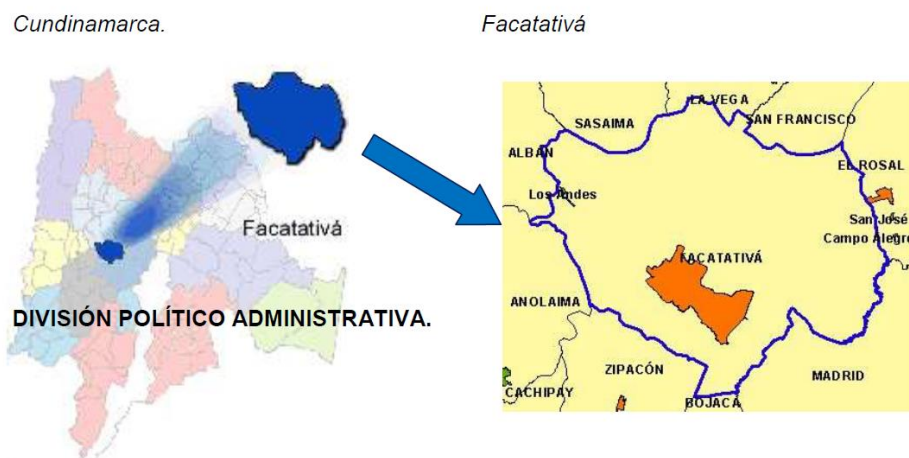 Cundinamarca.
Facatativá
Facatativá
DIVISIÓN POLÍTICO ADMINISTRATIVA.
LA VEGA
SASAIMA
SAN FRANCISCO
ALBÁN
EL ROSAL
Los Andes
San José
Campo Alegre
FACATATIVÁ
ANOLAIMA
ZIPACÓN
MADRID
CACHIPAY
BOJACÁ